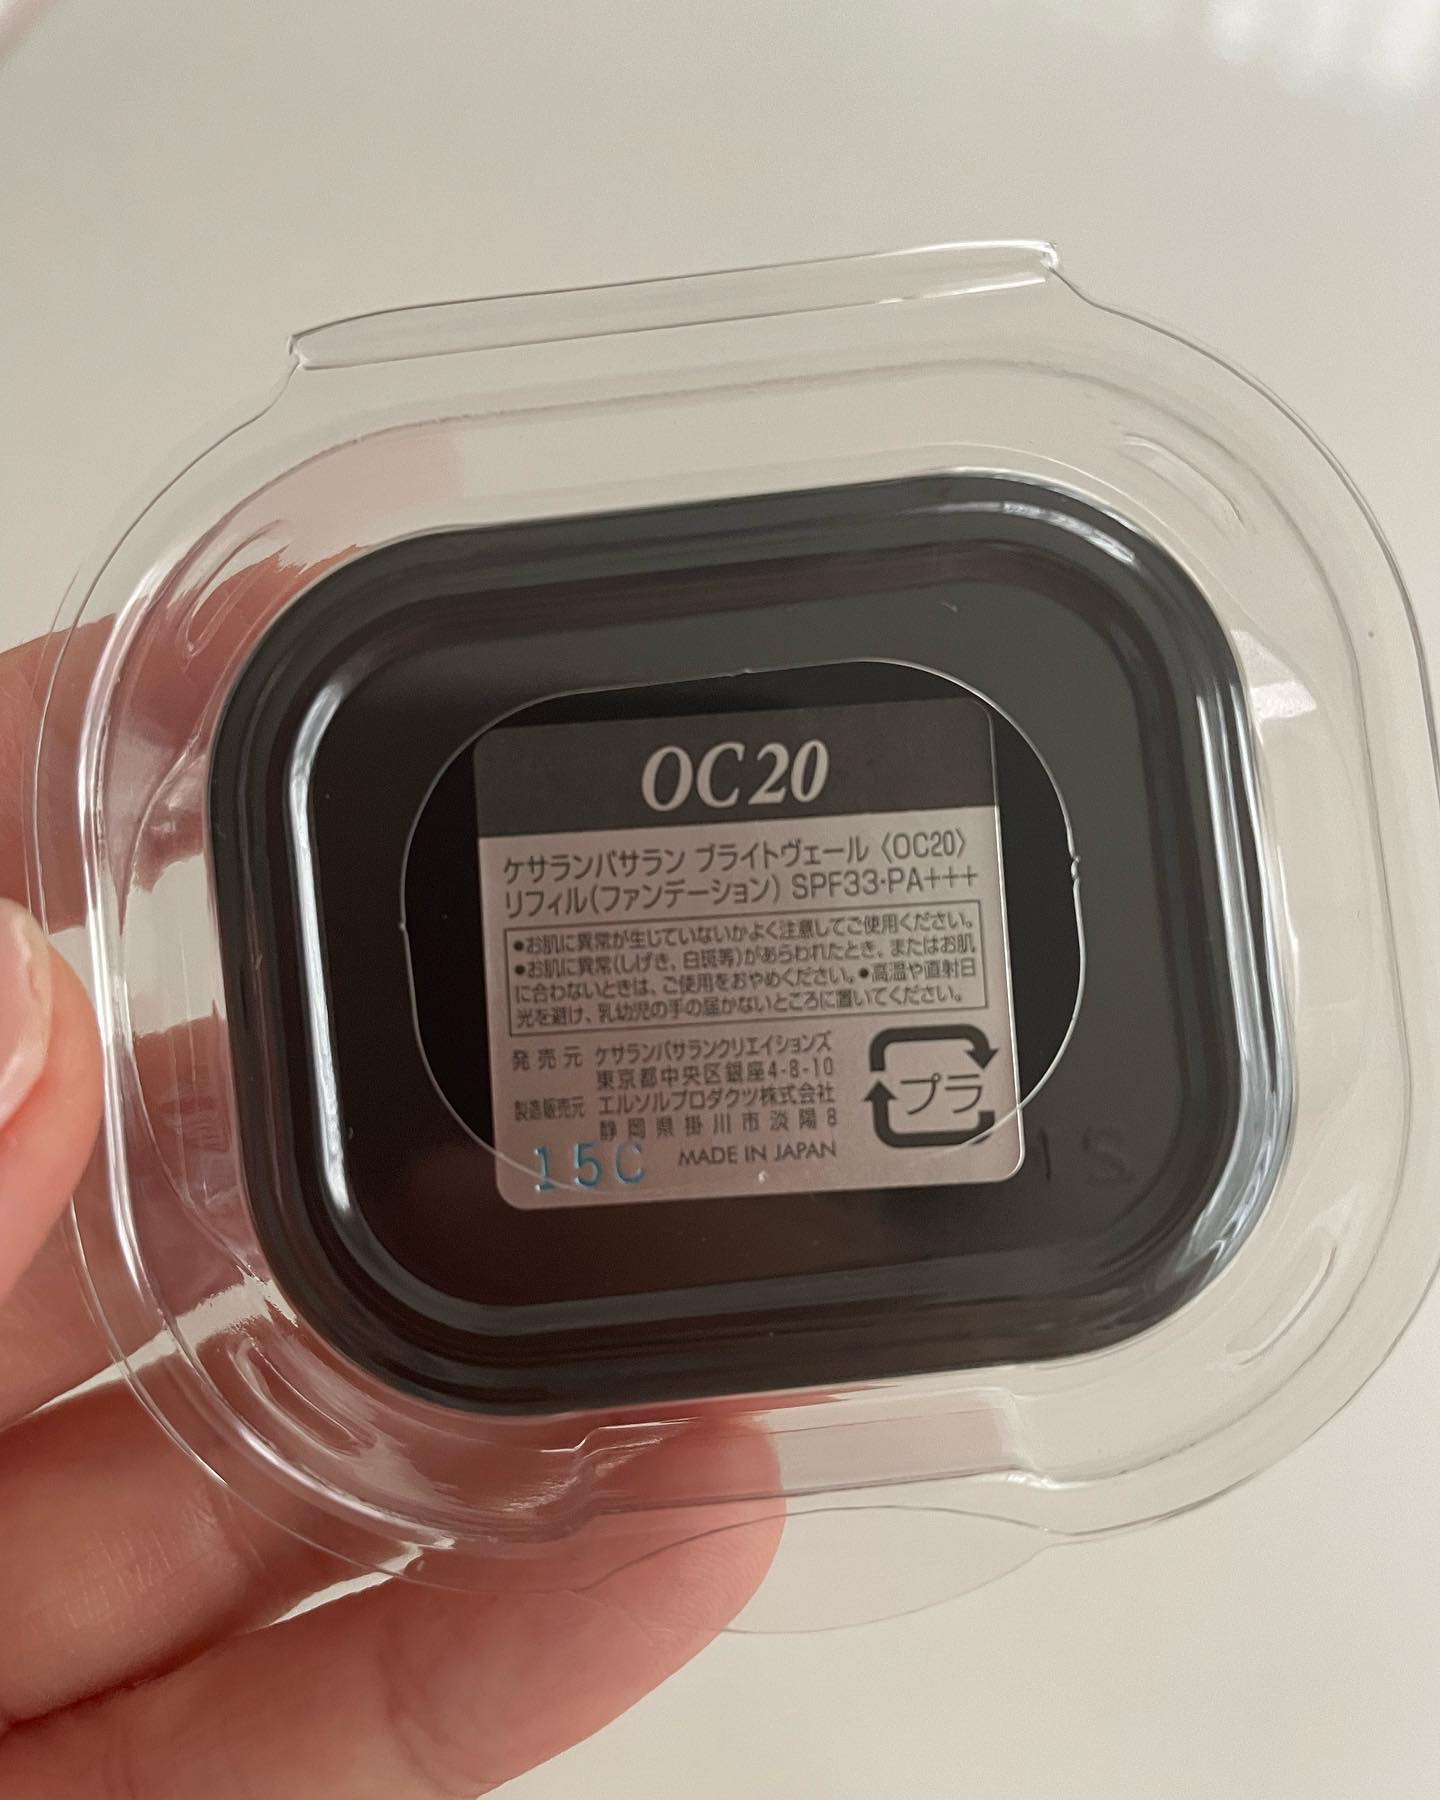 OC20
ケサランパサラン ブライトヴェール〈OC20〉
リフィル(ファンデーション) SPF33・PA+++
●お肌に異常が生じていないかよく注意してご使用ください。
●お肌に異常(しげき、白斑等)があらわれたとき、またはお肌
に合わないときは、ご使用をおやめください。●高温や直射日
光を避け、乳幼児の手の届かないところに置いてください。
発売元 ケサランパサランクリエイションズ
東京都中央区銀座4-8-10
製造販売元 エルソルプロダクツ株式会社
静岡県掛川市淡陽8
プラ
15C MADE IN JAPAN